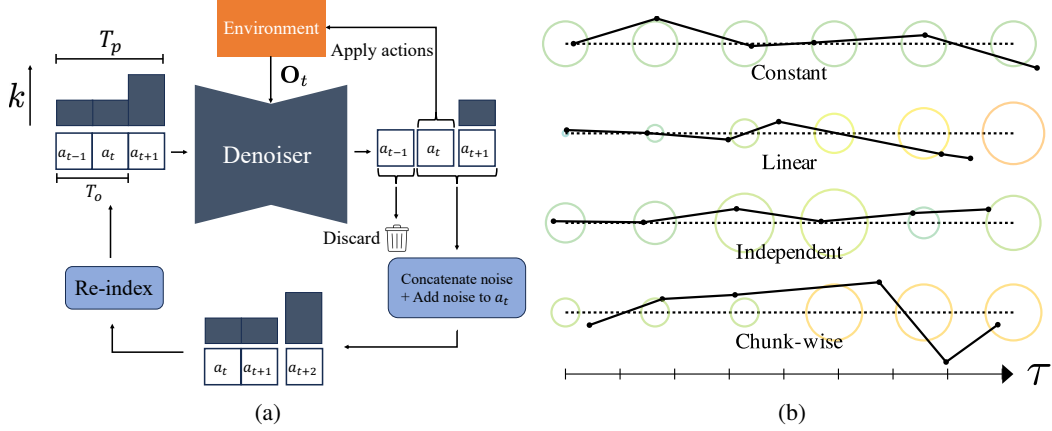 Environment
T_p
O_t
Apply actions
k
a_{t-1} a_t a_{t+1}
Denoiser
a_{t-1} a_t a_{t+1}
T_o
Discard
Re-index
Concatenate noise
+ Add noise to a_t
a_t a_{t+1} a_{t+2}
(a)
Constant
Linear
Independent
Chunk-wise
τ
(b)